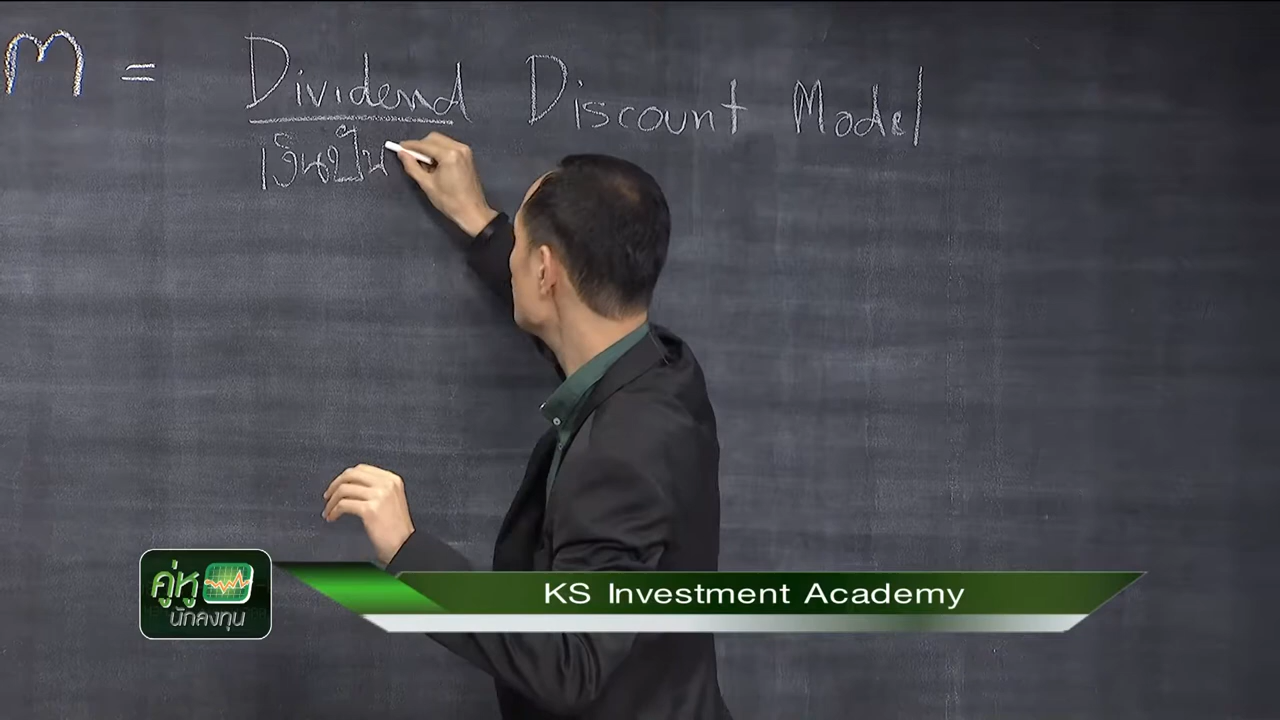 M = Dividend Discount Model
เงินปัน
คู่หู
นักลงทุน
KS Investment Academy